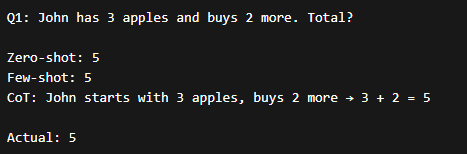 Q1: John has 3 apples and buys 2 more. Total?
Zero-shot: 5
Few-shot: 5
CoT: John starts with 3 apples, buys 2 more → 3 + 2 = 5
Actual: 5